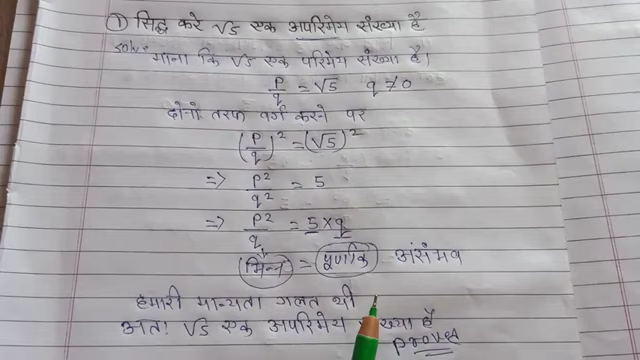 ① सिद्ध करे √5 एक अपरिमेय संख्या है
Solve माना कि √5 एक परिमेय संख्या है।
p/q = √5 q ≠ 0
दोनों तरफ वर्ग करने पर
(p/q)² = (√5)²
=> p²/q² = 5
=> p²/q = 5×q
भिन्न = पूर्णांक असंभव
हमारी मान्यता गलत थी
अतः √5 एक अपरिमेय ख्या है
proved